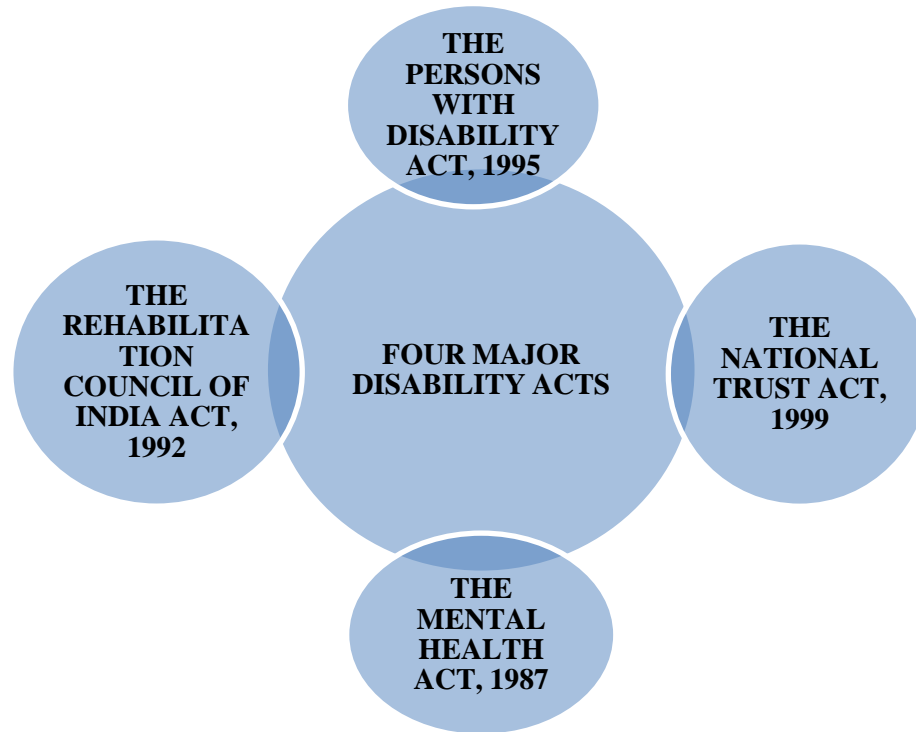 THE
PERSONS
WITH
DISABILITY
ACT, 1995
THE
REHABILITA
TION
COUNCIL OF
INDIA ACT,
1992
FOUR MAJOR
DISABILITY ACTS
THE
NATIONAL
TRUST ACT,
1999
THE
MENTAL
HEALTH
ACT, 1987